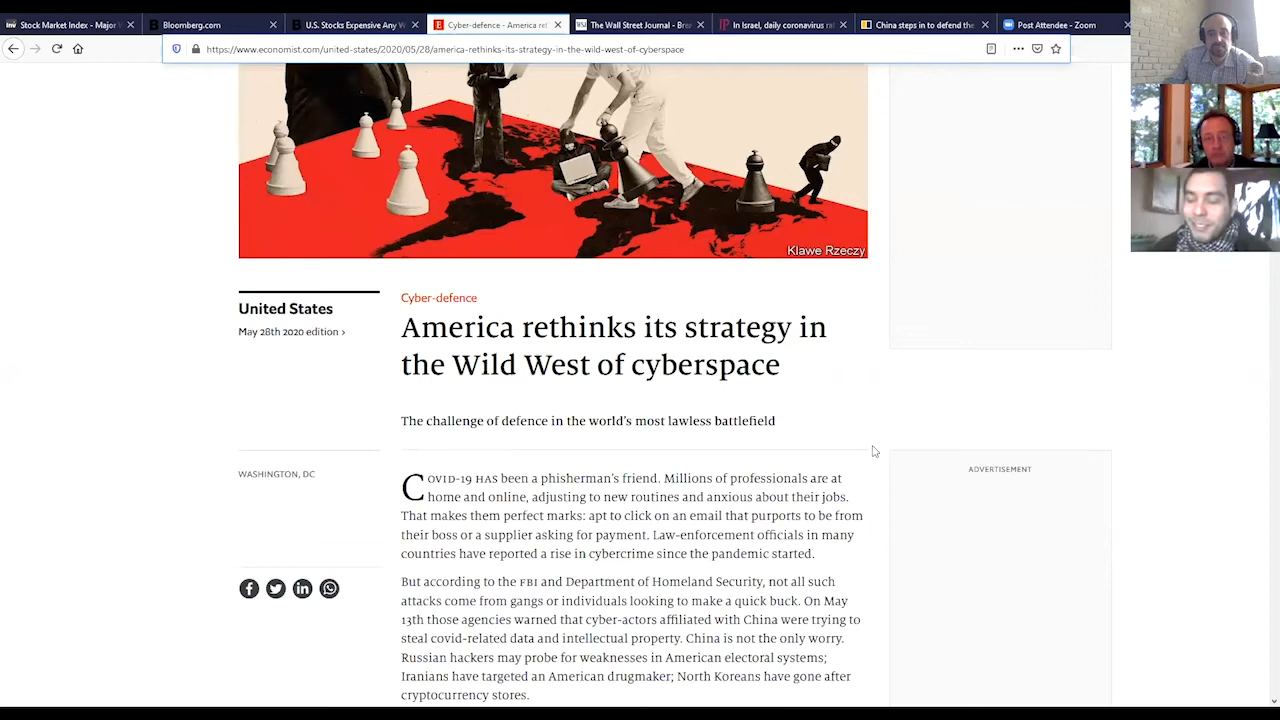 Stock Market Index - Major
Bloomberg.com
U.S. Stocks Expensive Any
Cyber-defence - America re
The Wall Street Journal - Bre
In Israel, daily coronavirus ra
China steps in to defend the
Post Attendee - Zoom
https://www.economist.com/united-states/2020/05/28/america-rethinks-its-strategy-in-the-wild-west-of-cyberspace
Klawe Rzeczy
United States
May 28th 2020 edition ›
Cyber-defence
America rethinks its strategy in
the Wild West of cyberspace
The challenge of defence in the world's most lawless battlefield
WASHINGTON, DC
COVID-19 HAS been a phisherman's friend. Millions of professionals are at
home and online, adjusting to new routines and anxious about their jobs.
That makes them perfect marks: apt to click on an email that purports to be from
their boss or a supplier asking for payment. Law-enforcement officials in many
countries have reported a rise in cybercrime since the pandemic started.
But according to the FBI and Department of Homeland Security, not all such
attacks come from gangs or individuals looking to make a quick buck. On May
13th those agencies warned that cyber-actors affiliated with China were trying to
steal covid-related data and intellectual property. China is not the only worry.
Russian hackers may probe for weaknesses in American electoral systems;
Iranians have targeted an American drugmaker; North Koreans have gone after
cryptocurrency stores.
ADVERTISEMENT